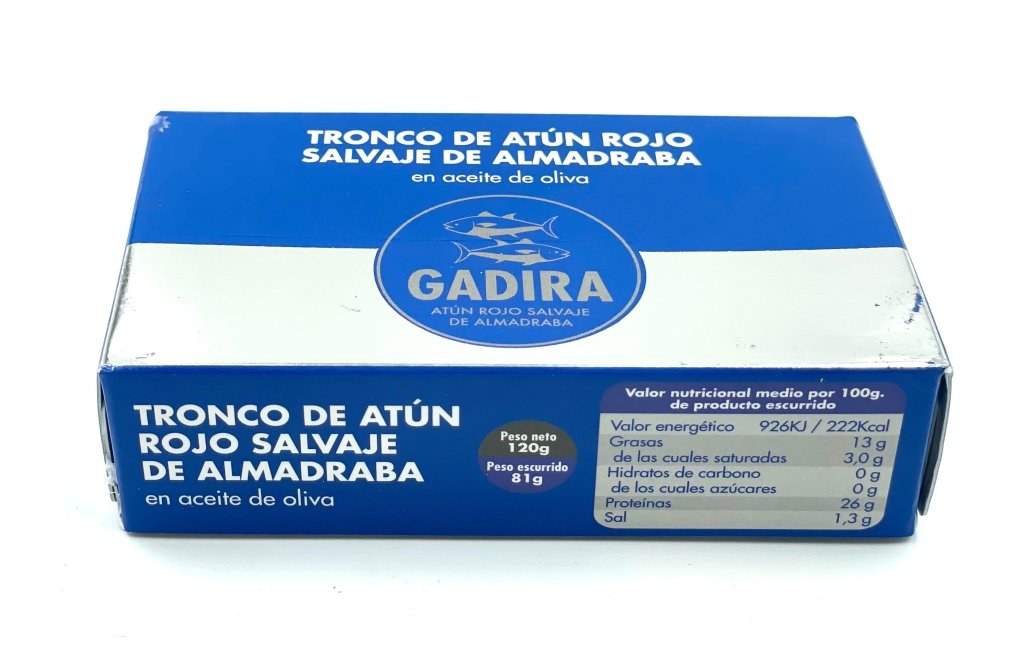 TRONCO DE ATÚN ROJO
SALVAJE DE ALMADRABA
en aceite de oliva
GADIRA
ATÚN ROJO SALVAJE
DE ALMADRABA
TRONCO DE ATÚN
ROJO SALVAJE
DE ALMADRABA
en aceite de oliva
Peso neto
120g
Peso escurrido
81g
Valor nutricional medio por 100g.
de producto escurrido
Valor energético 926KJ / 222Kcal
Grasas 13 g
de las cuales saturadas 3,0 g
Hidratos de carbono 0 g
de los cuales azúcares 0 g
Proteínas 26 g
Sal 1,3 g